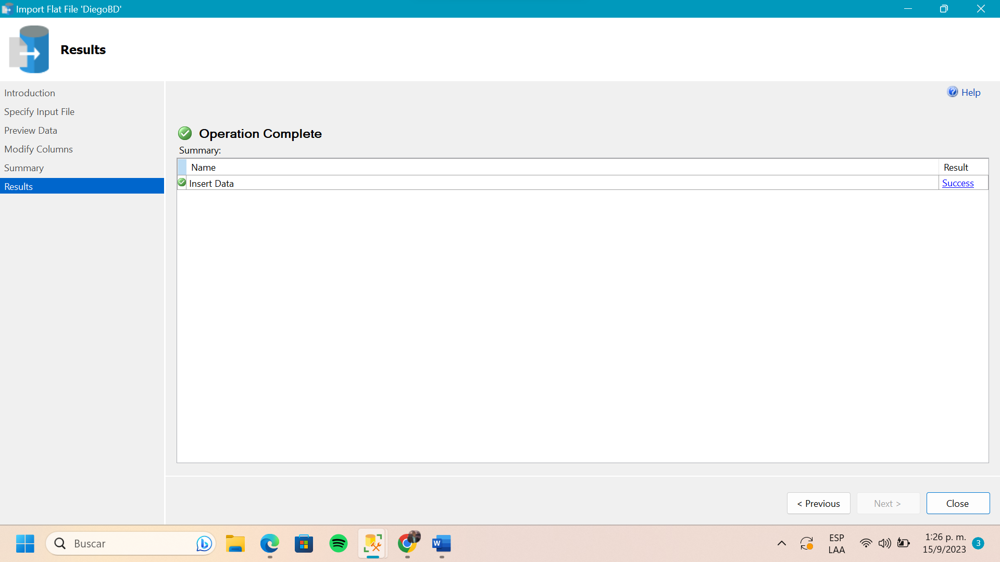 Import Flat File 'DiegoBD'
Results
Introduction
Specify Input File
Preview Data
Modify Columns
Summary
Results
Help
Operation Complete
Summary:
Name Result
Insert Data Success
< Previous Next > Close
Buscar
W
ESP
LAA
1:26 p. m.
15/9/2023
3